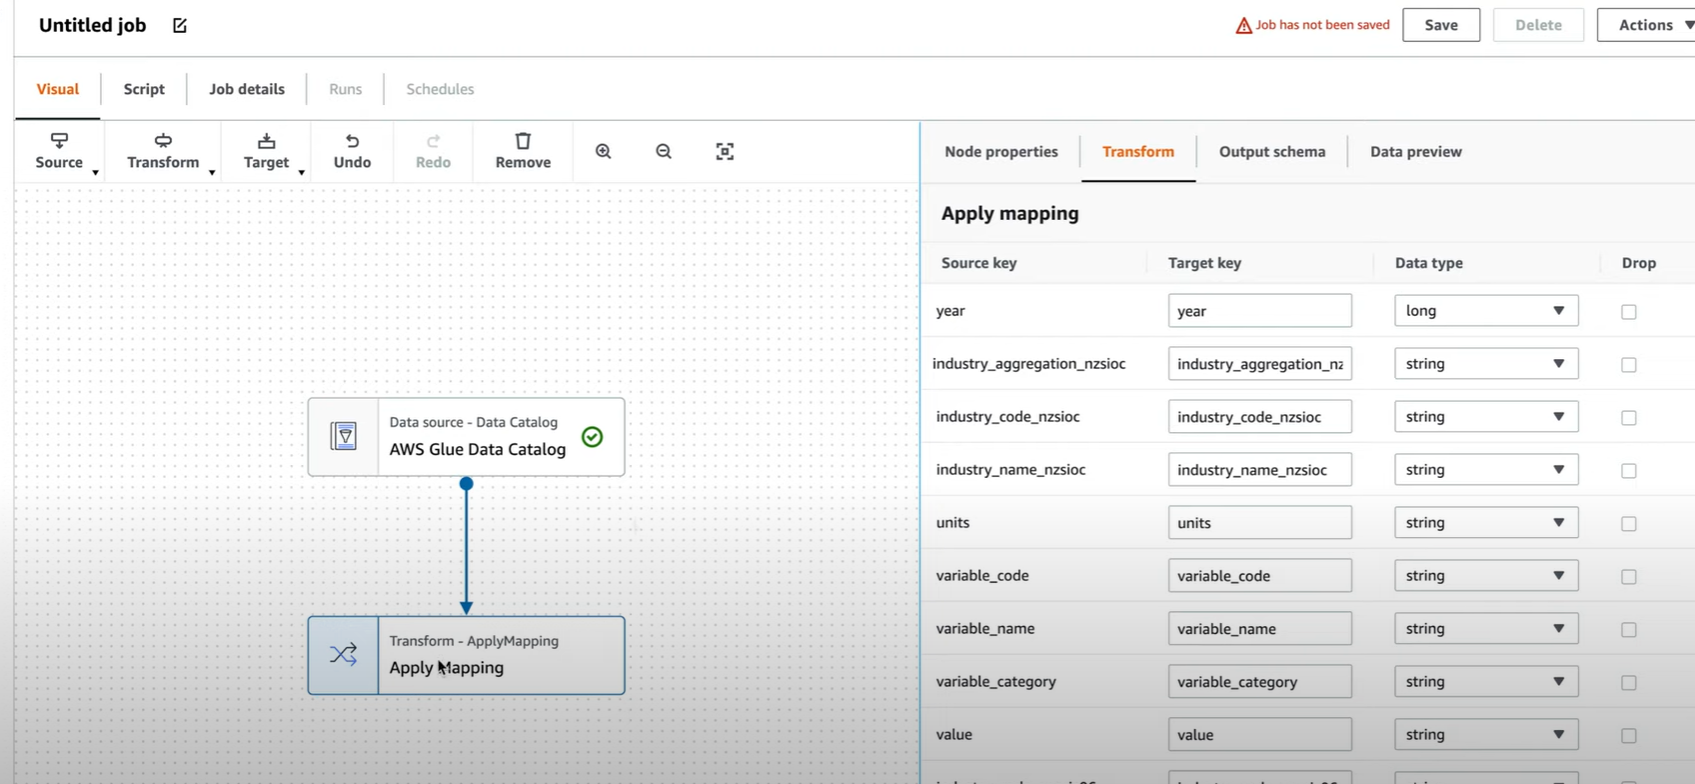 Untitled job
Job has not been saved
Save
Delete
Actions
Visual
Script
Job details
Runs
Schedules
Source
Transform
Target
Undo
Redo
Remove
Data source - Data Catalog
AWS Glue Data Catalog
Transform - ApplyMapping
Apply Mapping
Node properties
Transform
Output schema
Data preview
Apply mapping
Source key Target key Data type Drop
year year long
industry_aggregation_nzsioc industry_aggregation_nz string
industry_code_nzsioc industry_code_nzsioc string
industry_name_nzsioc industry_name_nzsioc string
units units string
variable_code variable_code string
variable_name variable_name string
variable_category variable_category string
value value string